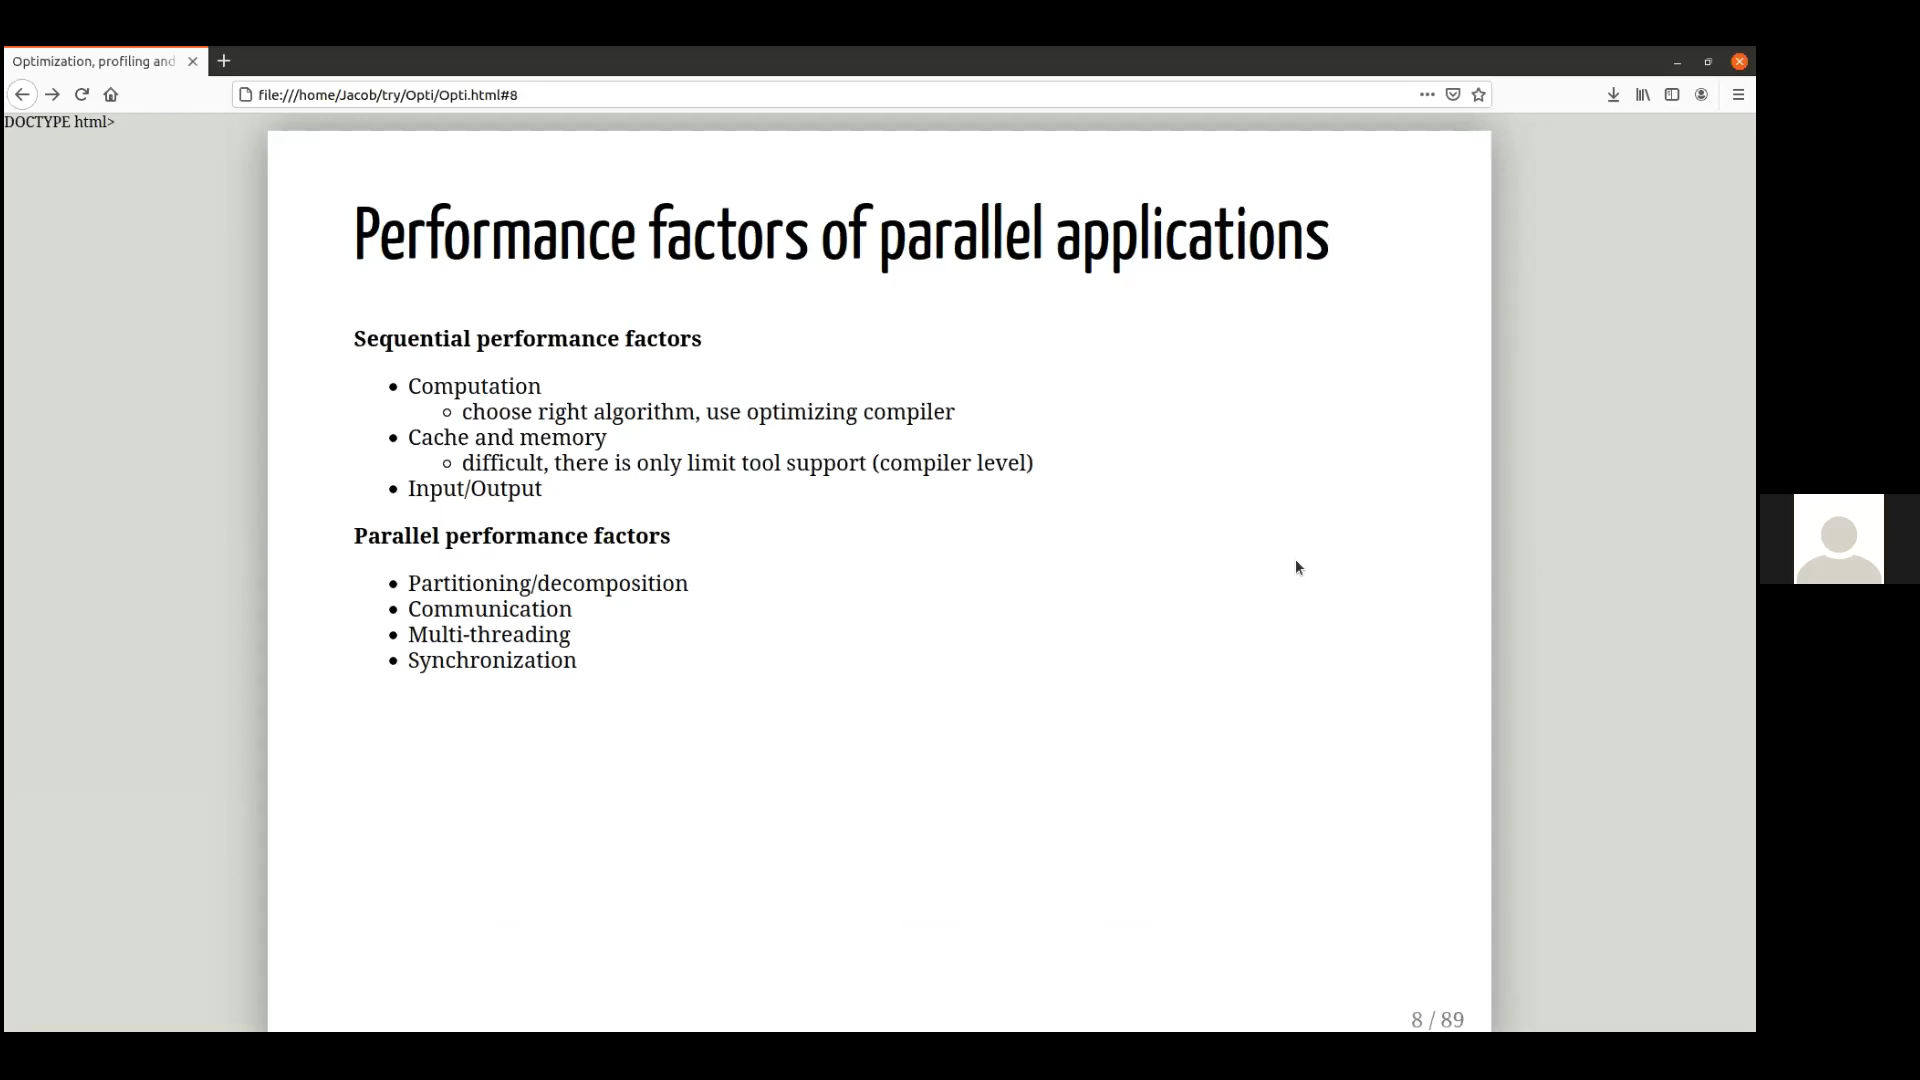 Optimization, profiling and
file:///home/Jacob/try/Opti/Opti.html#8
DOCTYPE html>
Performance factors of parallel applications
Sequential performance factors
Computation
choose right algorithm, use optimizing compiler
Cache and memory
difficult, there is only limit tool support (compiler level)
Input/Output
Parallel performance factors
Partitioning/decomposition
Communication
Multi-threading
Synchronization
8 / 89